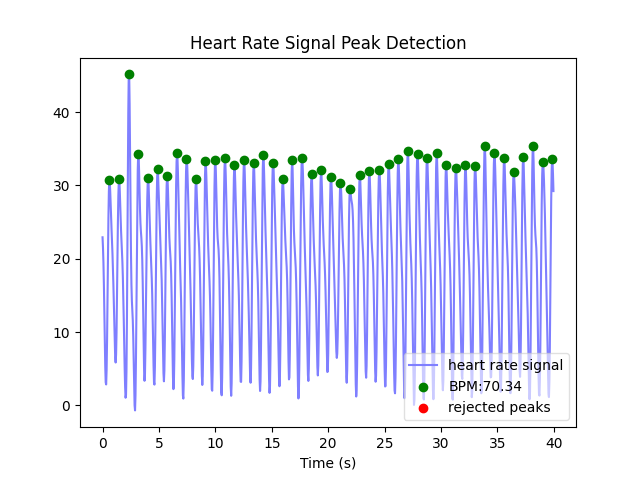 Heart Rate Signal Peak Detection
40
30
20
10
0
heart rate signal
BPM:70.34
rejected peaks
0 5 10 15 20 25 30 35 40
Time (s)